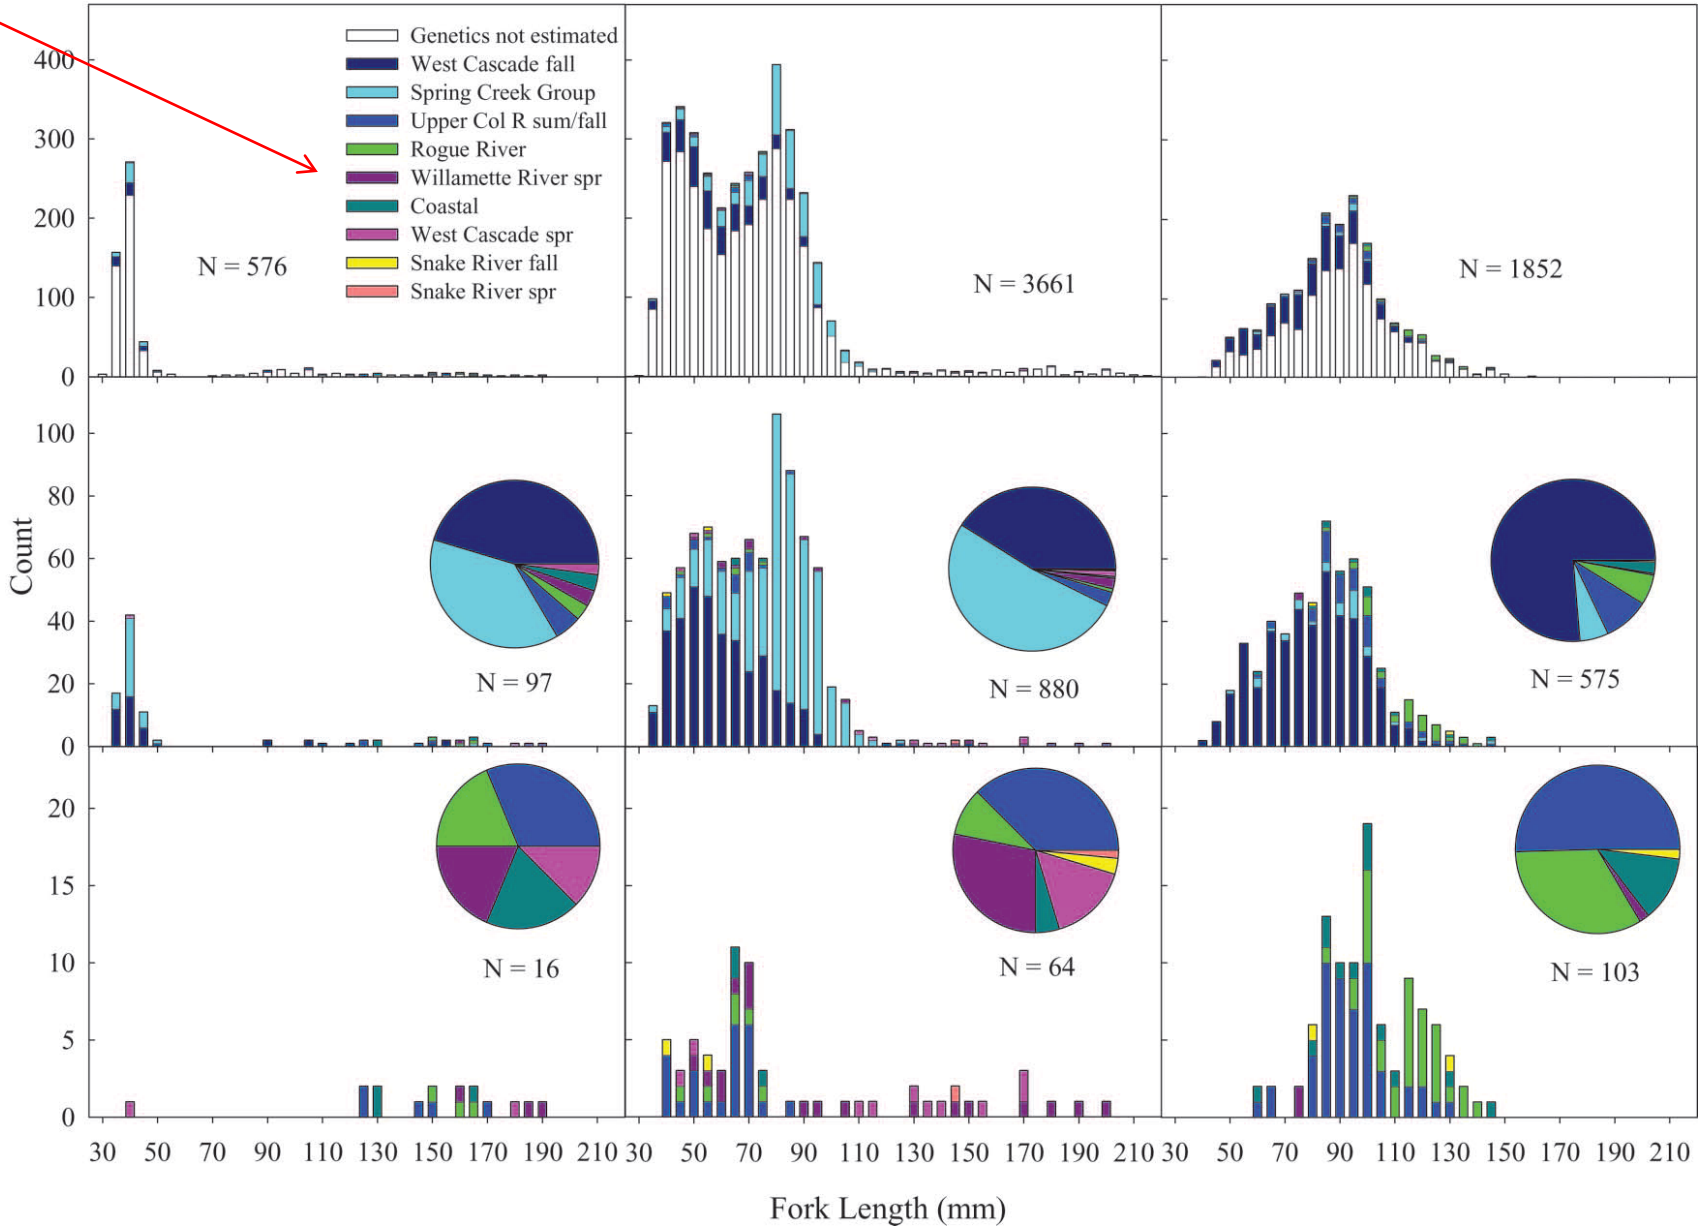 400
300
200
100
0
Genetics not estimated
West Cascade fall
Spring Creek Group
Upper Col R sum/fall
Rogue River
Willamette River spr
Coastal
West Cascade spr
Snake River fall
Snake River spr
N = 576
N = 3661
N = 1852
Count
100
80
60
40
20
0
N = 97
N = 880
N = 575
20
15
10
5
0
N = 16
N = 64
N = 103
30 50 70 90 110 130 150 170 190 210 30 50 70 90 110 130 150 170 190 210 30 50 70 90 110 130 150 170 190 210
Fork Length (mm)